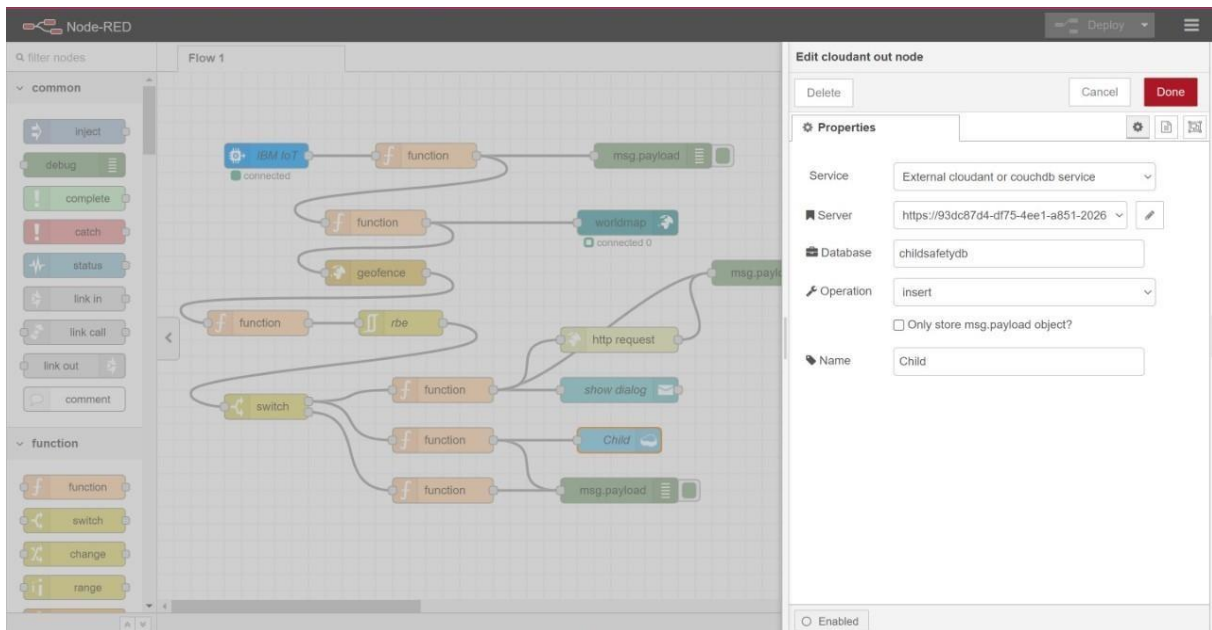 Node-RED
Deploy
filter nodes
common
inject
debug
complete
catch
status
link in
link call
link out
comment
function
function
switch
change
range
Flow 1
IBM IoT
connected
function
msg.payload
function
worldmap
connected 0
geofence
function
rbe
http request
switch
function
show dialog
function
Child
function
msg.payload
Edit cloudant out node
Delete
Cancel
Done
Properties
Service
External cloudant or couchdb service
Server
https://93dc87d4-df75-4ee1-a851-2026
Database
childsafetydb
Operation
insert
Only store msg.payload object?
Name
Child
Enabled